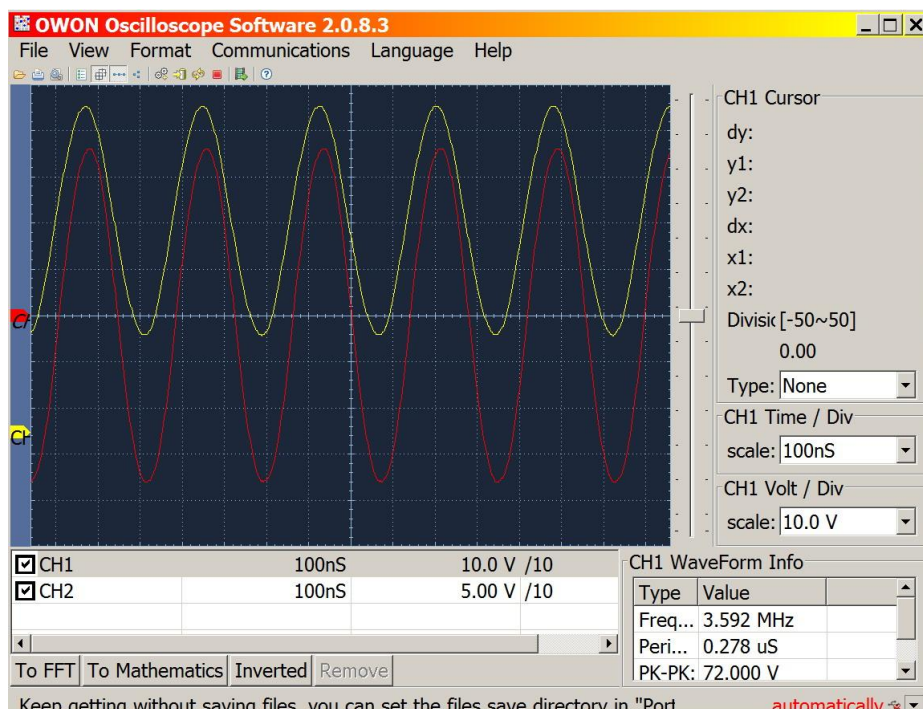 OWON Oscilloscope Software 2.0.8.3
File View Format Communications Language Help
CH1 Cursor
dy:
y1:
y2:
dx:
x1:
x2:
Divisic [-50~50]
0.00
Type: None
CH1 Time / Div
scale: 100nS
CH1 Volt / Div
scale: 10.0 V
CH1 100nS 10.0 V /10
CH2 100nS 5.00 V /10
CH1 WaveForm Info
Type Value
Freq... 3.592 MHz
Peri... 0.278 uS
PK-PK: 72.000 V
To FFT To Mathematics Inverted Remove
Keep getting without saving files, you can set the files save directory in "Port automatically